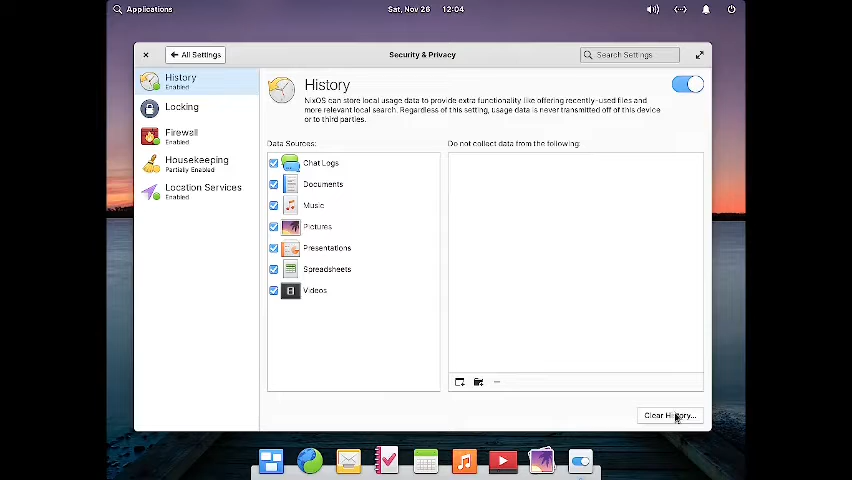 Applications
Sat, Nov 26 12:04
All Settings
Security & Privacy
Search Settings
History
Enabled
Locking
Firewall
Enabled
Housekeeping
Partially Enabled
Location Services
Enabled
History
NixOS can store local usage data to provide extra functionality like offering recently-used files and
more relevant local search. Regardless of this setting, usage data is never transmitted off of this device
or to third parties.
Data Sources:
Chat Logs
Documents
Music
Pictures
Presentations
Spreadsheets
Videos
Do not collect data from the following:
Clear History...